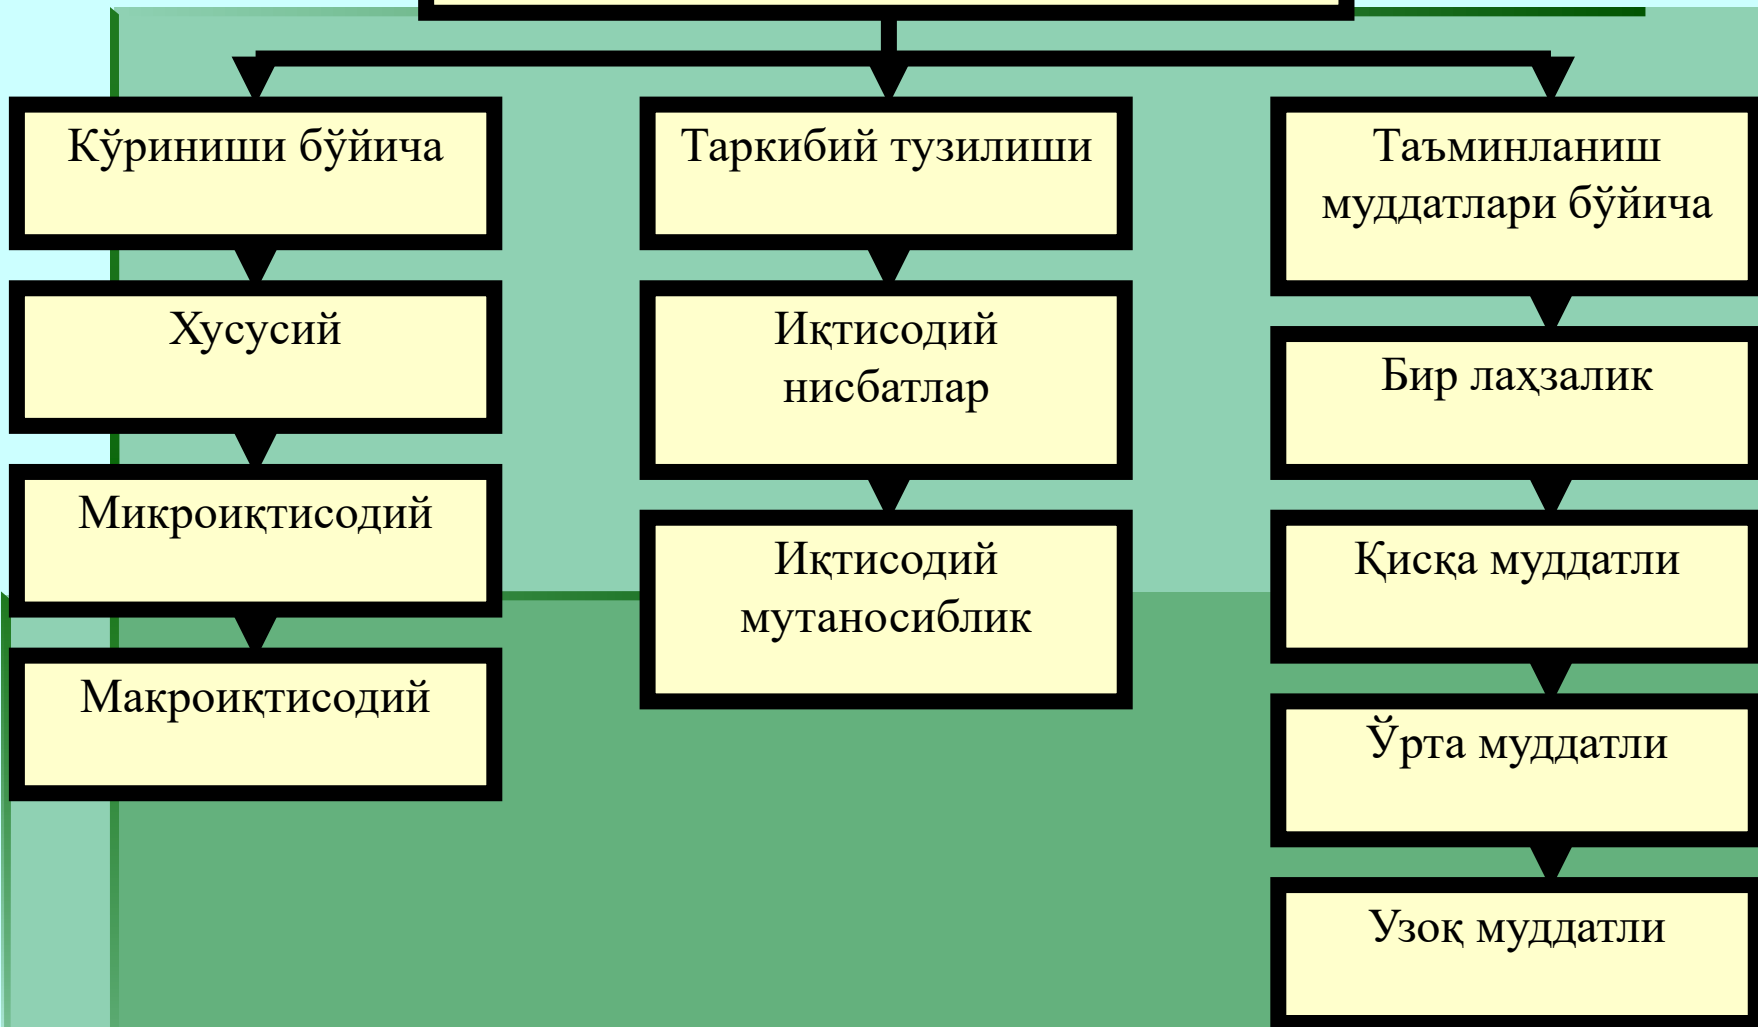 Кўриниши бўйича
Хусусий
Микроиқтисодий
Макроиқтисодий
Таркибий тузилиши
Иқтисодий
нисбатлар
Иқтисодий
мутаносиблик
Таъминланиш
муддатлари бўйича
Бир лаҳзалик
Қисқа муддатли
Ўрта муддатли
Узоқ муддатли